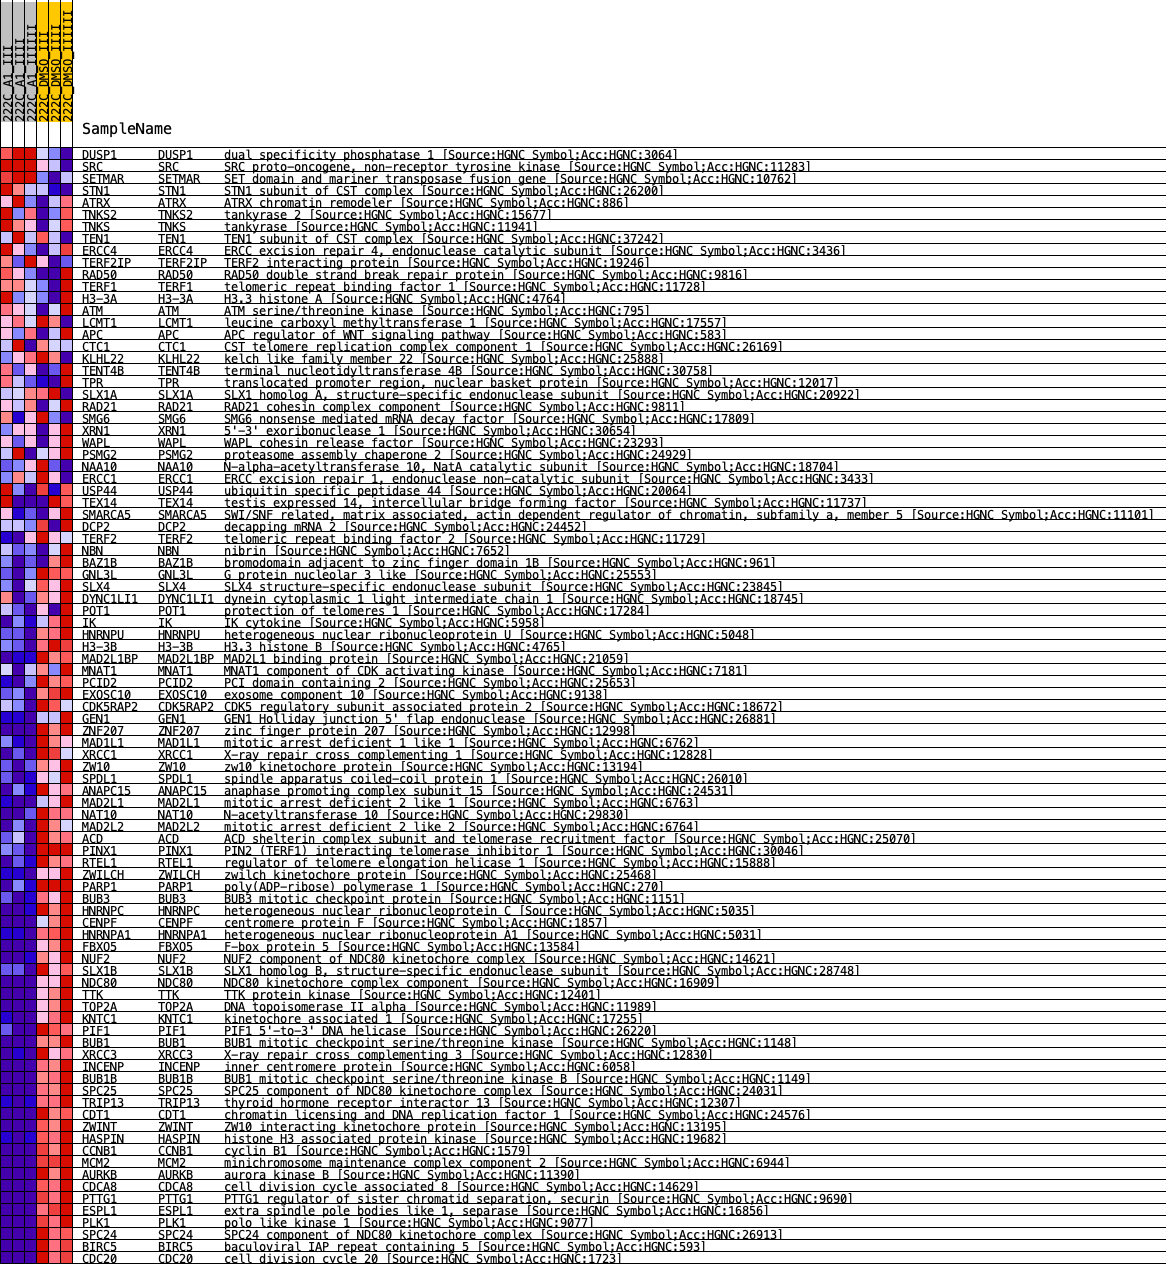 222C_A1_III
222C_A1_IIII
222C_A1_IIIIII
222C_DMSO_III
222C_DMSO_IIII
222C_DMSO_IIIIII
SampleName
DUSP1 DUSP1 dual specificity phosphatase 1 [Source:HGNC Symbol;Acc:HGNC:3064]
SRC SRC SRC proto-oncogene, non-receptor tyrosine kinase [Source:HGNC Symbol;Acc:HGNC:11283]
SETMAR SETMAR SET domain and mariner transposase fusion gene [Source:HGNC Symbol;Acc:HGNC:10762]
STN1 STN1 STN1 subunit of CST complex [Source:HGNC Symbol;Acc:HGNC:26200]
ATRX ATRX ATRX chromatin remodeler [Source:HGNC Symbol;Acc:HGNC:886]
TNKS2 TNKS2 tankyrase 2 [Source:HGNC Symbol;Acc:HGNC:15677]
TNKS TNKS tankyrase [Source:HGNC Symbol;Acc:HGNC:11941]
TEN1 TEN1 TEN1 subunit of CST complex [Source:HGNC Symbol;Acc:HGNC:37242]
ERCC4 ERCC4 ERCC excision repair 4, endonuclease catalytic subunit [Source:HGNC Symbol;Acc:HGNC:3436]
TERF2IP TERF2IP TERF2 interacting protein [Source:HGNC Symbol;Acc:HGNC:19246]
RAD50 RAD50 RAD50 double strand break repair protein [Source:HGNC Symbol;Acc:HGNC:9816]
TERF1 TERF1 telomeric repeat binding factor 1 [Source:HGNC Symbol;Acc:HGNC:11728]
H3-3A H3-3A H3.3 histone A [Source:HGNC Symbol;Acc:HGNC:4764]
ATM ATM ATM serine/threonine kinase [Source:HGNC Symbol;Acc:HGNC:795]
LCMT1 LCMT1 leucine carboxyl methyltransferase 1 [Source:HGNC Symbol;Acc:HGNC:17557]
APC APC APC regulator of WNT signaling pathway [Source:HGNC Symbol;Acc:HGNC:583]
CTC1 CTC1 CST telomere replication complex component 1 [Source:HGNC Symbol;Acc:HGNC:26169]
KLHL22 KLHL22 kelch like family member 22 [Source:HGNC Symbol;Acc:HGNC:25888]
TENT4B TENT4B terminal nucleotidyltransferase 4B [Source:HGNC Symbol;Acc:HGNC:30758]
TPR TPR translocated promoter region, nuclear basket protein [Source:HGNC Symbol;Acc:HGNC:12017]
SLX1A SLX1A SLX1 homolog A, structure-specific endonuclease subunit [Source:HGNC Symbol;Acc:HGNC:20922]
RAD21 RAD21 RAD21 cohesin complex component [Source:HGNC Symbol;Acc:HGNC:9811]
SMG6 SMG6 SMG6 nonsense mediated mRNA decay factor [Source:HGNC Symbol;Acc:HGNC:17809]
XRN1 XRN1 5'-3' exoribonuclease 1 [Source:HGNC Symbol;Acc:HGNC:30654]
WAPL WAPL WAPL cohesin release factor [Source:HGNC Symbol;Acc:HGNC:23293]
PSMG2 PSMG2 proteasome assembly chaperone 2 [Source:HGNC Symbol;Acc:HGNC:24929]
NAA10 NAA10 N-alpha-acetyltransferase 10, NatA catalytic subunit [Source:HGNC Symbol;Acc:HGNC:18704]
ERCC1 ERCC1 ERCC excision repair 1, endonuclease non-catalytic subunit [Source:HGNC Symbol;Acc:HGNC:3433]
USP44 USP44 ubiquitin specific peptidase 44 [Source:HGNC Symbol;Acc:HGNC:20064]
TEX14 TEX14 testis expressed 14, intercellular bridge forming factor [Source:HGNC Symbol;Acc:HGNC:11737]
SMARCA5 SMARCA5 SWI/SNF related, matrix associated, actin dependent regulator of chromatin, subfamily a, member 5 [Source:HGNC Symbol;Acc:HGNC:11101]
DCP2 DCP2 decapping mRNA 2 [Source:HGNC Symbol;Acc:HGNC:24452]
TERF2 TERF2 telomeric repeat binding factor 2 [Source:HGNC Symbol;Acc:HGNC:11729]
NBN NBN nibrin [Source:HGNC Symbol;Acc:HGNC:7652]
BAZ1B BAZ1B bromodomain adjacent to zinc finger domain 1B [Source:HGNC Symbol;Acc:HGNC:961]
GNL3L GNL3L G protein nucleolar 3 like [Source:HGNC Symbol;Acc:HGNC:25553]
SLX4 SLX4 SLX4 structure-specific endonuclease subunit [Source:HGNC Symbol;Acc:HGNC:23845]
DYNC1LI1 DYNC1LI1 dynein cytoplasmic 1 light intermediate chain 1 [Source:HGNC Symbol;Acc:HGNC:18745]
POT1 POT1 protection of telomeres 1 [Source:HGNC Symbol;Acc:HGNC:17284]
IK IK IK cytokine [Source:HGNC Symbol;Acc:HGNC:5958]
HNRNPU HNRNPU heterogeneous nuclear ribonucleoprotein U [Source:HGNC Symbol;Acc:HGNC:5048]
H3-3B H3-3B H3.3 histone B [Source:HGNC Symbol;Acc:HGNC:4765]
MAD2L1BP MAD2L1BP MAD2L1 binding protein [Source:HGNC Symbol;Acc:HGNC:21059]
MNAT1 MNAT1 MNAT1 component of CDK activating kinase [Source:HGNC Symbol;Acc:HGNC:7181]
PCID2 PCID2 PCI domain containing 2 [Source:HGNC Symbol;Acc:HGNC:25653]
EXOSC10 EXOSC10 exosome component 10 [Source:HGNC Symbol;Acc:HGNC:9138]
CDK5RAP2 CDK5RAP2 CDK5 regulatory subunit associated protein 2 [Source:HGNC Symbol;Acc:HGNC:18672]
GEN1 GEN1 GEN1 Holliday junction 5' flap endonuclease [Source:HGNC Symbol;Acc:HGNC:26881]
ZNF207 ZNF207 zinc finger protein 207 [Source:HGNC Symbol;Acc:HGNC:12998]
MAD1L1 MAD1L1 mitotic arrest deficient 1 like 1 [Source:HGNC Symbol;Acc:HGNC:6762]
XRCC1 XRCC1 X-ray repair cross complementing 1 [Source:HGNC Symbol;Acc:HGNC:12828]
ZW10 ZW10 zw10 kinetochore protein [Source:HGNC Symbol;Acc:HGNC:13194]
SPDL1 SPDL1 spindle apparatus coiled-coil protein 1 [Source:HGNC Symbol;Acc:HGNC:26010]
ANAPC15 ANAPC15 anaphase promoting complex subunit 15 [Source:HGNC Symbol;Acc:HGNC:24531]
MAD2L1 MAD2L1 mitotic arrest deficient 2 like 1 [Source:HGNC Symbol;Acc:HGNC:6763]
NAT10 NAT10 N-acetyltransferase 10 [Source:HGNC Symbol;Acc:HGNC:29830]
MAD2L2 MAD2L2 mitotic arrest deficient 2 like 2 [Source:HGNC Symbol;Acc:HGNC:6764]
ACD ACD ACD shelterin complex subunit and telomerase recruitment factor [Source:HGNC Symbol;Acc:HGNC:25070]
PINX1 PINX1 PIN2 (TERF1) interacting telomerase inhibitor 1 [Source:HGNC Symbol;Acc:HGNC:30046]
RTEL1 RTEL1 regulator of telomere elongation helicase 1 [Source:HGNC Symbol;Acc:HGNC:15888]
ZWILCH ZWILCH zwilch kinetochore protein [Source:HGNC Symbol;Acc:HGNC:25468]
PARP1 PARP1 poly(ADP-ribose) polymerase 1 [Source:HGNC Symbol;Acc:HGNC:270]
BUB3 BUB3 BUB3 mitotic checkpoint protein [Source:HGNC Symbol;Acc:HGNC:1151]
HNRNPC HNRNPC heterogeneous nuclear ribonucleoprotein C [Source:HGNC Symbol;Acc:HGNC:5035]
CENPF CENPF centromere protein F [Source:HGNC Symbol;Acc:HGNC:1857]
HNRNPA1 HNRNPA1 heterogeneous nuclear ribonucleoprotein A1 [Source:HGNC Symbol;Acc:HGNC:5031]
FBXO5 FBXO5 F-box protein 5 [Source:HGNC Symbol;Acc:HGNC:13584]
NUF2 NUF2 NUF2 component of NDC80 kinetochore complex [Source:HGNC Symbol;Acc:HGNC:14621]
SLX1B SLX1B SLX1 homolog B, structure-specific endonuclease subunit [Source:HGNC Symbol;Acc:HGNC:28748]
NDC80 NDC80 NDC80 kinetochore complex component [Source:HGNC Symbol;Acc:HGNC:16909]
TTK TTK TTK protein kinase [Source:HGNC Symbol;Acc:HGNC:12401]
TOP2A TOP2A DNA topoisomerase II alpha [Source:HGNC Symbol;Acc:HGNC:11989]
KNTC1 KNTC1 kinetochore associated 1 [Source:HGNC Symbol;Acc:HGNC:17255]
PIF1 PIF1 PIF1 5'-to-3' DNA helicase [Source:HGNC Symbol;Acc:HGNC:26220]
BUB1 BUB1 BUB1 mitotic checkpoint serine/threonine kinase [Source:HGNC Symbol;Acc:HGNC:1148]
XRCC3 XRCC3 X-ray repair cross complementing 3 [Source:HGNC Symbol;Acc:HGNC:12830]
INCENP INCENP inner centromere protein [Source:HGNC Symbol;Acc:HGNC:6058]
BUB1B BUB1B BUB1 mitotic checkpoint serine/threonine kinase B [Source:HGNC Symbol;Acc:HGNC:1149]
SPC25 SPC25 SPC25 component of NDC80 kinetochore complex [Source:HGNC Symbol;Acc:HGNC:24031]
TRIP13 TRIP13 thyroid hormone receptor interactor 13 [Source:HGNC Symbol;Acc:HGNC:12307]
CDT1 CDT1 chromatin licensing and DNA replication factor 1 [Source:HGNC Symbol;Acc:HGNC:24576]
ZWINT ZWINT ZW10 interacting kinetochore protein [Source:HGNC Symbol;Acc:HGNC:13195]
HASPIN HASPIN histone H3 associated protein kinase [Source:HGNC Symbol;Acc:HGNC:19682]
CCNB1 CCNB1 cyclin B1 [Source:HGNC Symbol;Acc:HGNC:1579]
MCM2 MCM2 minichromosome maintenance complex component 2 [Source:HGNC Symbol;Acc:HGNC:6944]
AURKB AURKB aurora kinase B [Source:HGNC Symbol;Acc:HGNC:11390]
CDCA8 CDCA8 cell division cycle associated 8 [Source:HGNC Symbol;Acc:HGNC:14629]
PTTG1 PTTG1 PTTG1 regulator of sister chromatid separation, securin [Source:HGNC Symbol;Acc:HGNC:9690]
ESPL1 ESPL1 extra spindle pole bodies like 1, separase [Source:HGNC Symbol;Acc:HGNC:16856]
PLK1 PLK1 polo like kinase 1 [Source:HGNC Symbol;Acc:HGNC:9077]
SPC24 SPC24 SPC24 component of NDC80 kinetochore complex [Source:HGNC Symbol;Acc:HGNC:26913]
BIRC5 BIRC5 baculoviral IAP repeat containing 5 [Source:HGNC Symbol;Acc:HGNC:593]
CDC20 CDC20 cell division cycle 20 [Source:HGNC Symbol;Acc:HGNC:1723]